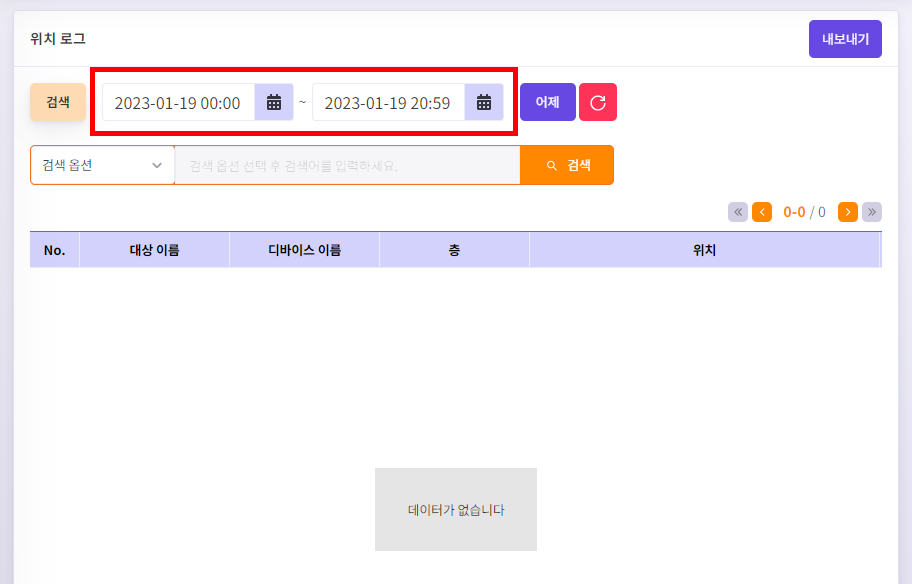 위치 로그
내보내기
검색 2023-01-19 00:00 ~ 2023-01-19 20:59 어제
검색 옵션 검색 옵션 선택 후 검색어를 입력하세요. 검색
« ‹ 0-0 / 0 › »
No. 대상 이름 디바이스 이름 층 위치
데이터가 없습니다